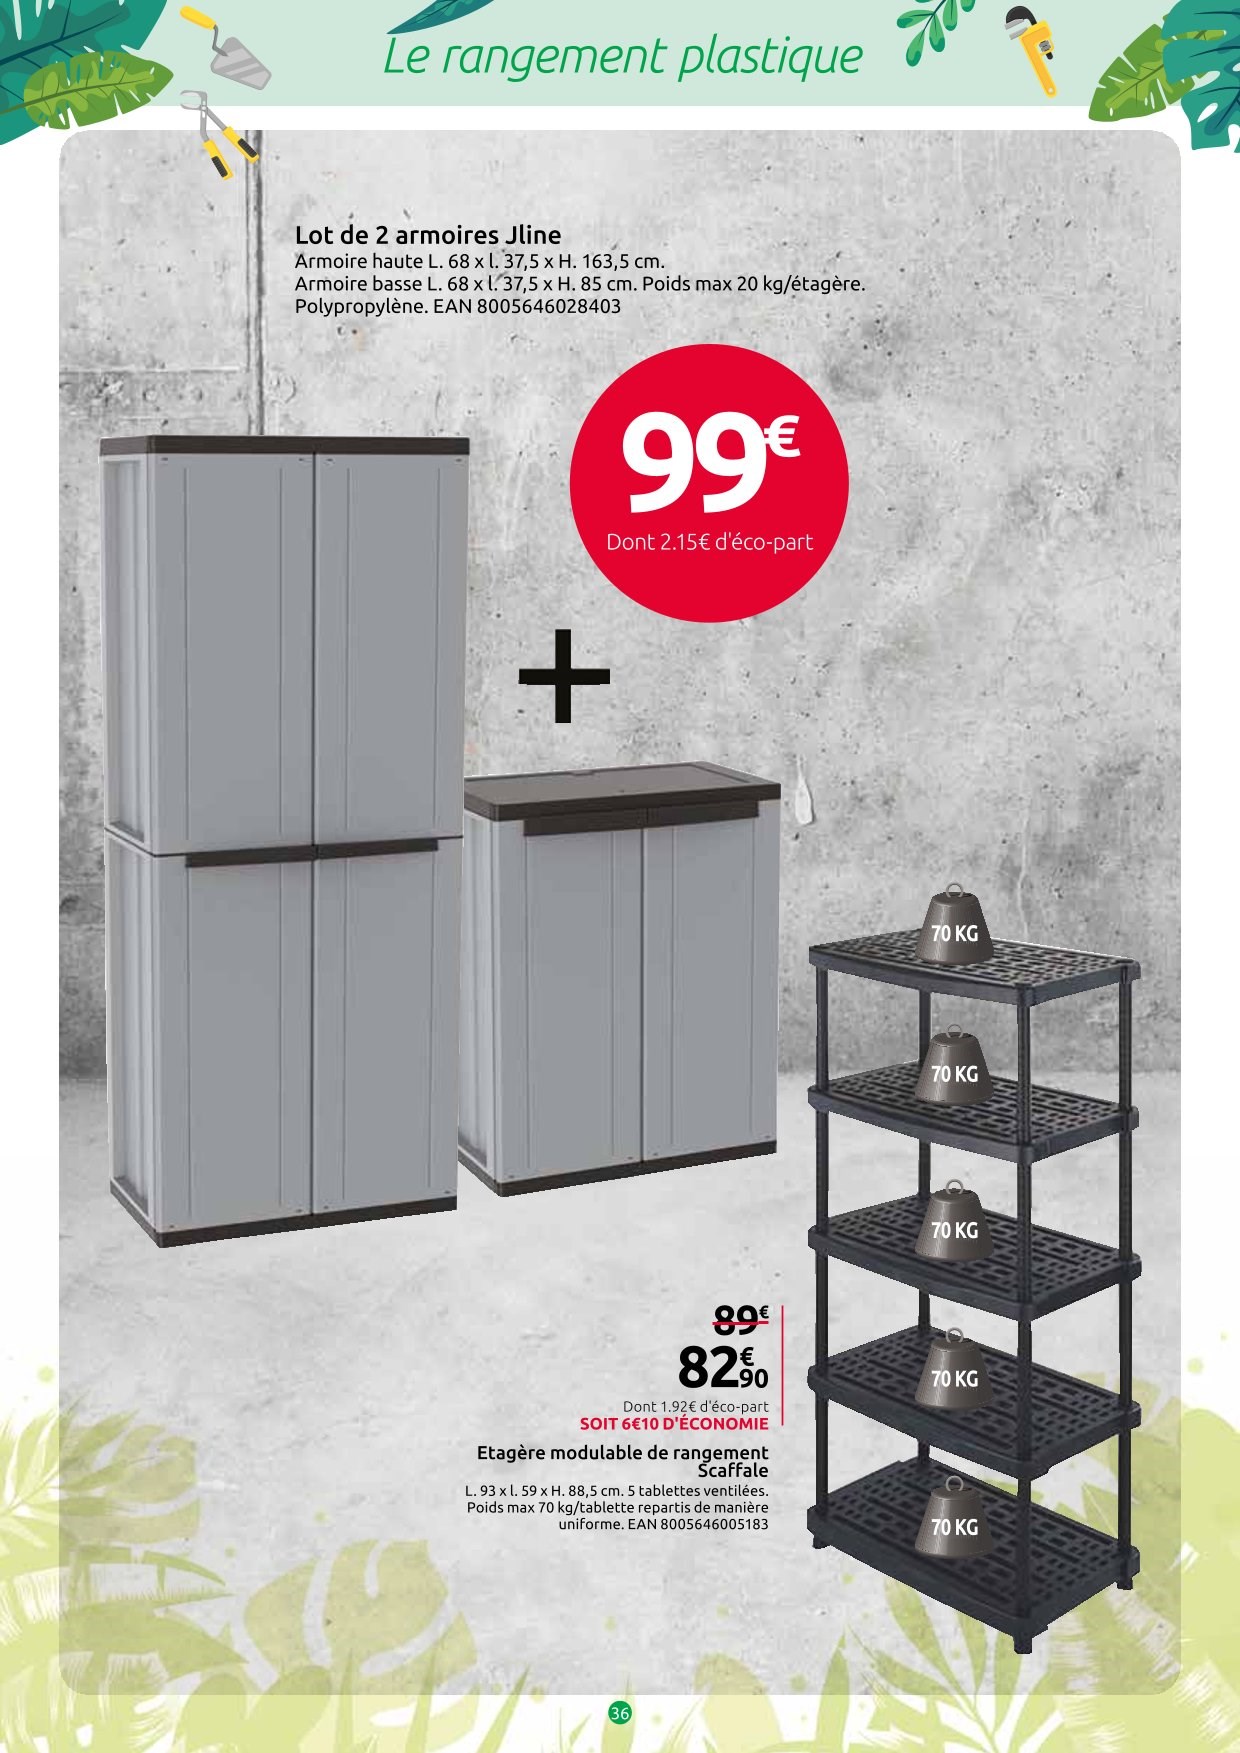 Le rangement plastique
Lot de 2 armoires Jline
Armoire haute L. 68 x l. 37,5 x H. 163,5 cm.
Armoire basse L. 68 x l. 37,5 x H. 85 cm. Poids max 20 kg/étagère.
Polypropylène. EAN 8005646028403
99€
Dont 2.15€ d'éco-part
+
70 KG
70 KG
70 KG
70 KG
70 KG
89€
82€90
Dont 1.92€ d'éco-part
SOIT 6€10 D'ÉCONOMIE
Etagère modulable de rangement
Scaffale
L. 93 x l. 59 x H. 88,5 cm. 5 tablettes ventilées.
Poids max 70 kg/tablette repartis de manière
uniforme. EAN 8005646005183
36